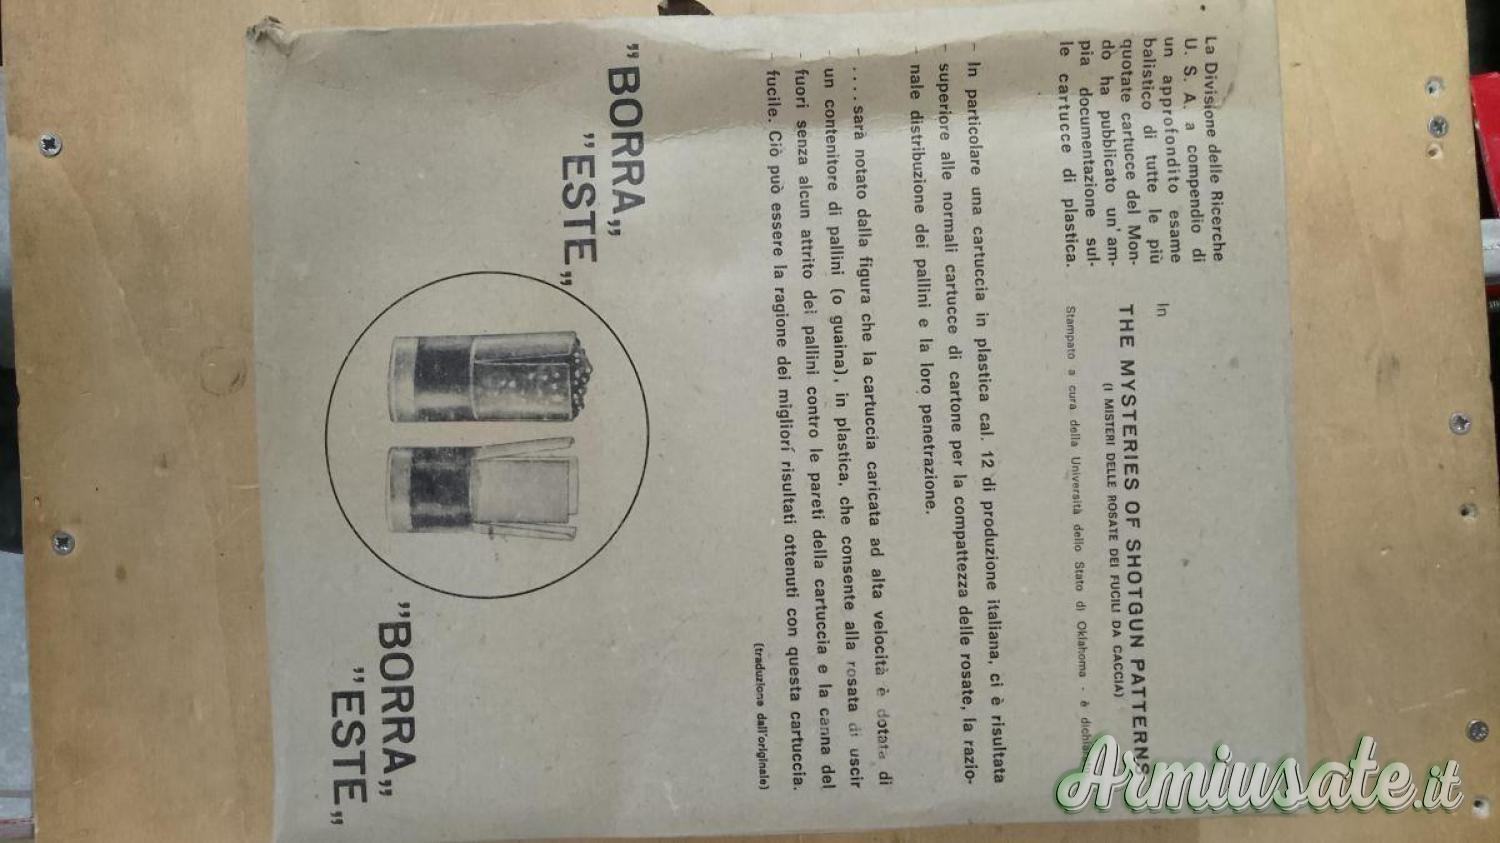 La Divisione delle Ricerche
U. S. A. a compendio di
un approfondito esame
balistico di tutte le più
quotate cartucce del Mon-
do ha pubblicato un' am-
pia documentazione sul-
le cartucce di plastica.
In
THE MYSTERIES OF SHOTGUN PATTERNS
(I MISTERI DELLE ROSATE DEI FUCILI DA CACCIA)
Stampato a cura della Università dello Stato di Oklahoma - è
- In particolare una cartuccia in plastica cal. 12 di produzione italiana, ci è risultata
- superiore alle normali cartucce di cartone per la compattezza delle rosate, la razio-
- nale distribuzione dei pallini e la loro penetrazione.
- ....sarà notato dalla figura che la cartuccia caricata ad alta velocità è dotata di
- un contenitore di pallini (o guaina), in plastica, che consente alla rosata di uscir
- fuori senza alcun attrito dei pallini contro le pareti della cartuccia e la canna del
- fucile. Ciò può essere la ragione dei migliori risultati ottenuti con questa cartuccia.
(traduzione dall'originale)
"BORRA„
"ESTE„
"BORRA„
"ESTE„
Armiusate.it